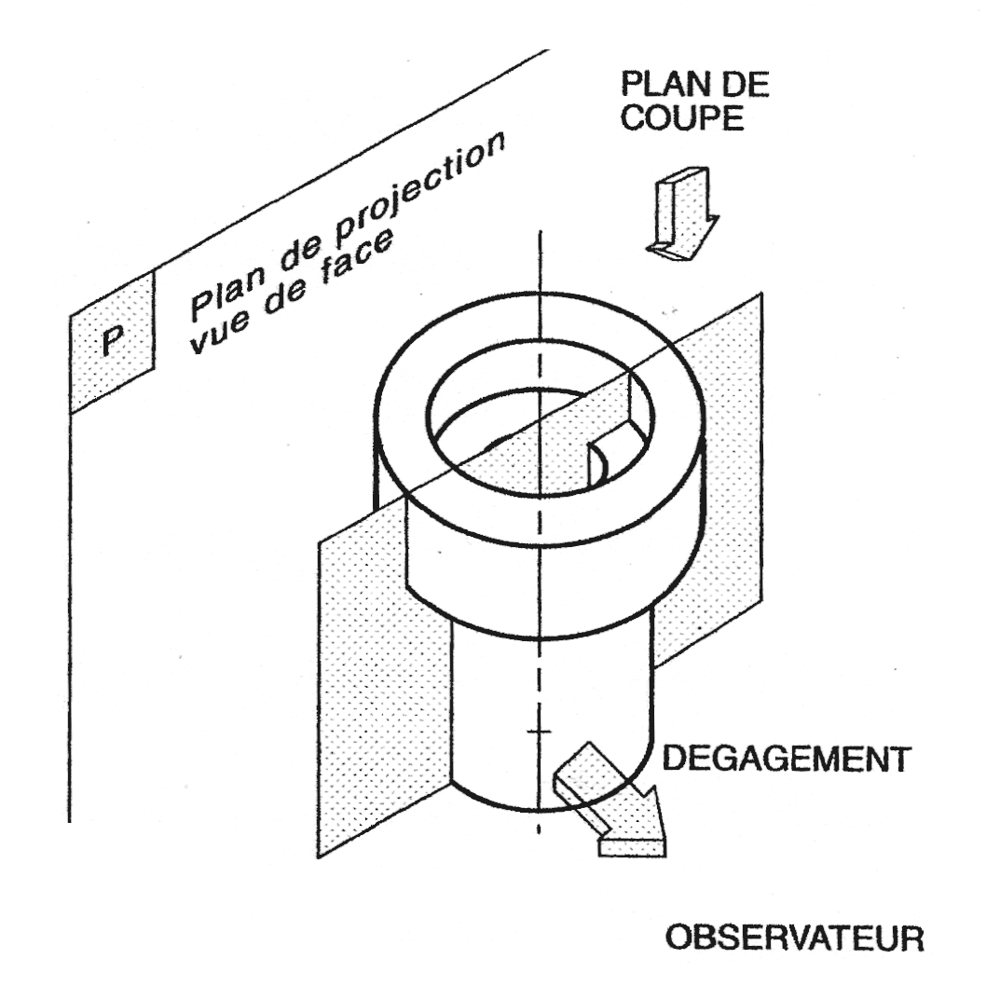 PLAN DE
COUPE
Plan de projection
vue de face
P
DEGAGEMENT
OBSERVATEUR